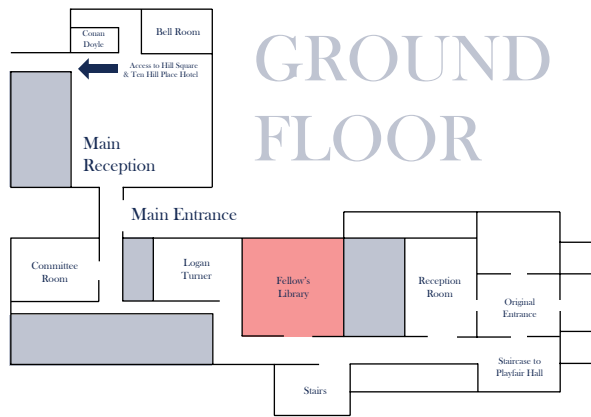 GROUND
FLOOR
Conan
Doyle
Bell Room
Access to Hill Square
& Ten Hill Place Hotel
Main
Reception
Main Entrance
Committee
Room
Logan
Turner
Fellow's
Library
Reception
Room
Original
Entrance
Staircase to
Playfair Hall
Stairs